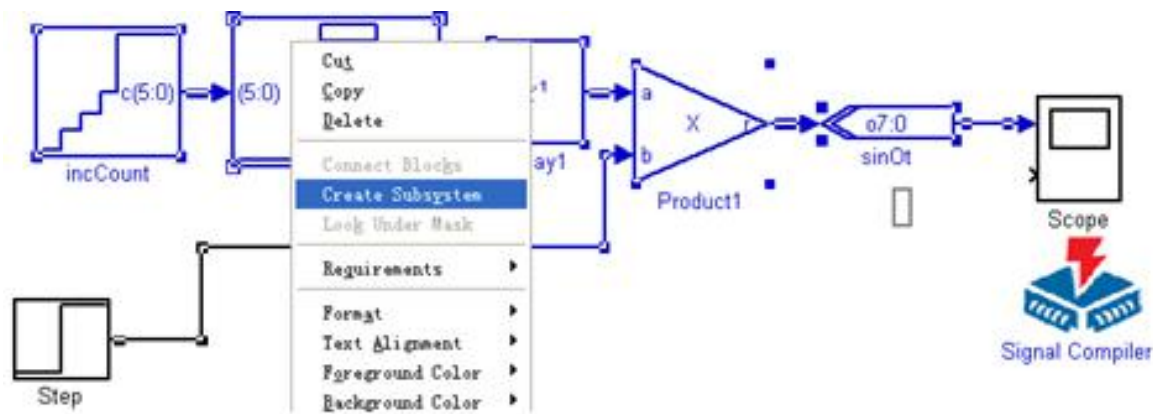 c(5:0)
(5:0)
incCount
Cut
Copy
Delete
Connect Blocks
Create Subsystem
Look Under Mask
Requirements
Format
Text Alignment
Foreground Color
Background Color
ay1
a
b
X
r
Product1
o7:0
sinOt
Scope
Signal Compiler
Step